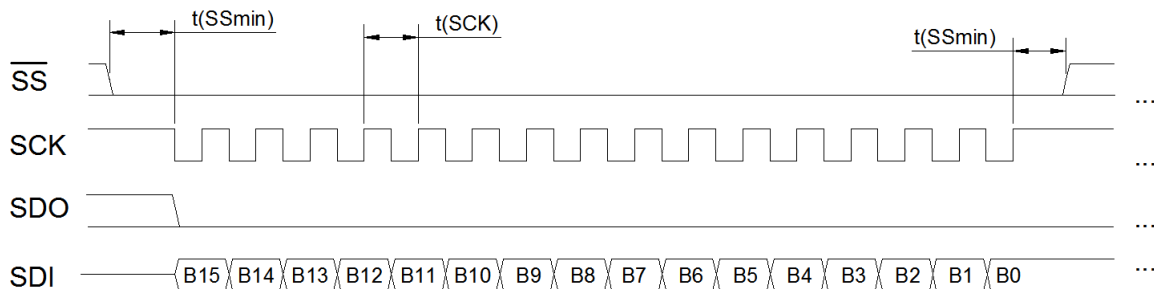 t(SSmin)
t(SCK)
t(SSmin)
SS
...
SCK
...
SDO
...
SDI
B15 B14 B13 B12 B11 B10 B9 B8 B7 B6 B5 B4 B3 B2 B1 B0
...